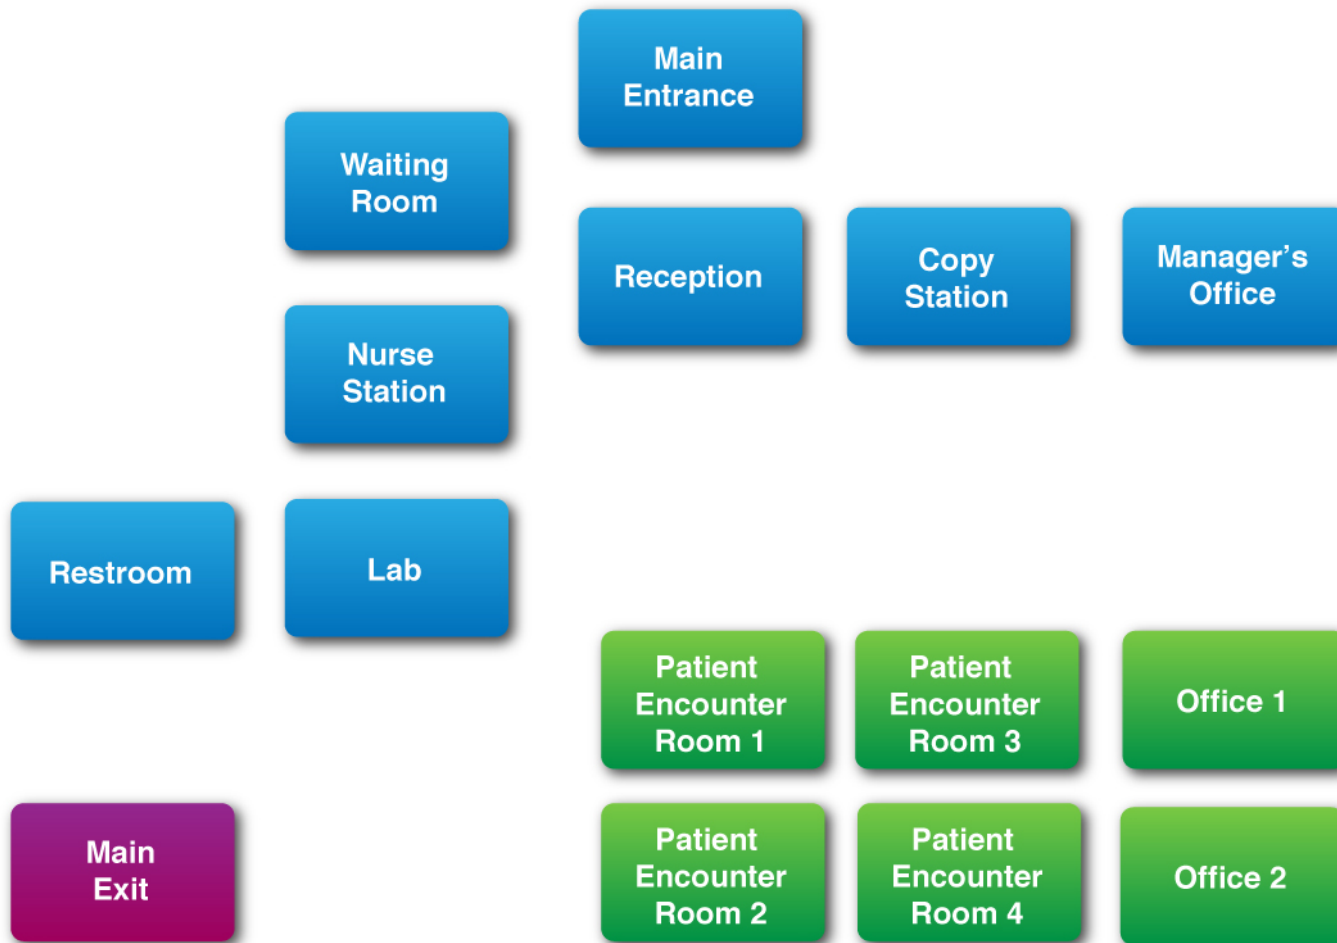 Main
Entrance
Waiting
Room
Reception
Copy
Station
Manager's
Office
Nurse
Station
Restroom
Lab
Patient
Encounter
Room 1
Patient
Encounter
Room 3
Office 1
Main
Exit
Patient
Encounter
Room 2
Patient
Encounter
Room 4
Office 2